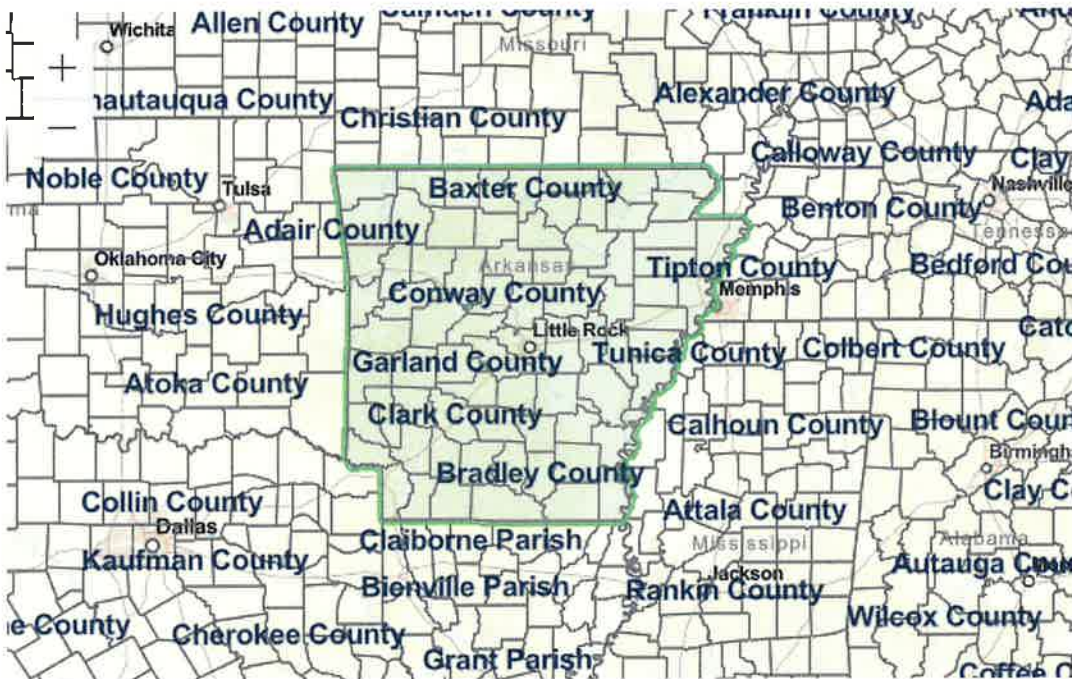 Allen County
Wichita
Missouri
+
hautauqua County
Alexander County
Christian County
Calloway County
Noble County
Tulsa
Baxter County
Nashville
Benton County
Adair County
Oklahoma City
Arkansas
Tipton County
Memphis
Conway County
Hughes County
Little Rock
Garland County
Tunica County
Colbert County
Atoka County
Clark County
Calhoun County
Bradley County
Collin County
Attala County
Dallas
Claiborne Parish
Mississippi
Alabama
Kaufman County
Jackson
Bienville Parish
Rankin County
Wilcox County
Cherokee County
Grant Parish